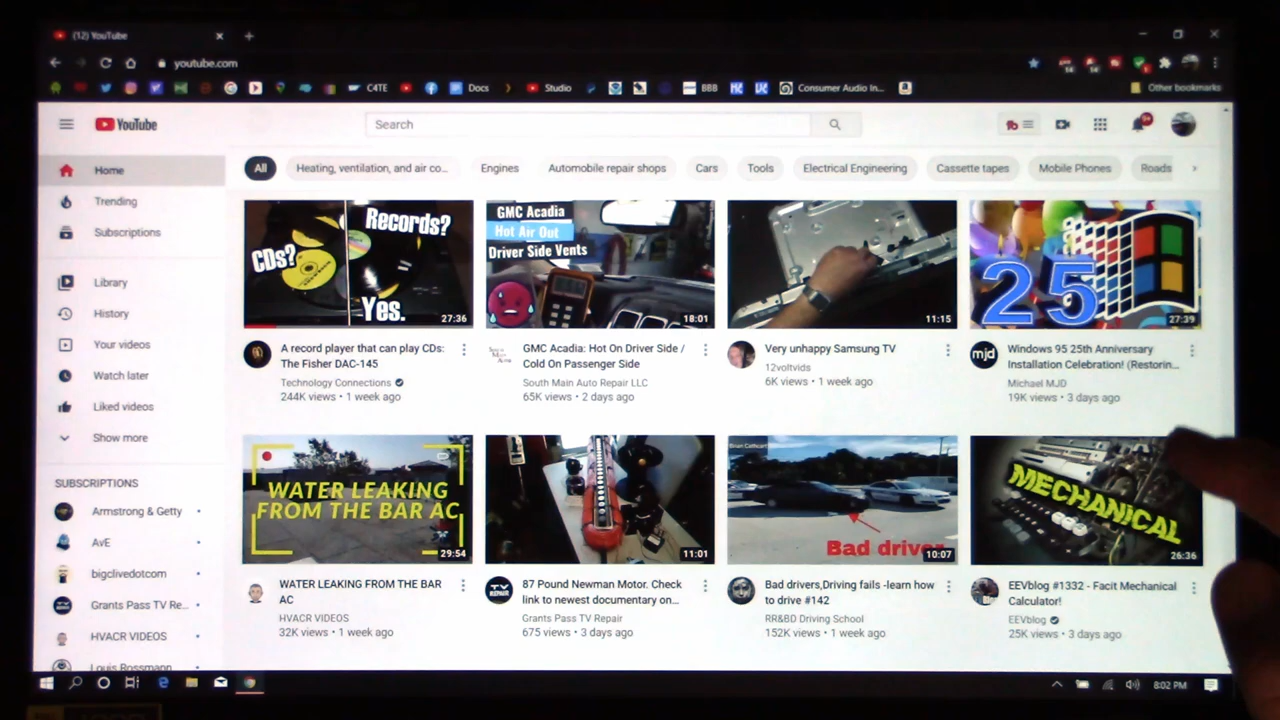 (12) YouTube
youtube.com
C4TE
Docs
Studio
BBB
Consumer Audio In...
Other bookmarks
YouTube
Search
9+
Home
Trending
Subscriptions
Library
History
Your videos
Watch later
Liked videos
Show more
SUBSCRIPTIONS
Armstrong & Getty
AvE
bigclivedotcom
Grants Pass TV Re...
HVACR VIDEOS
Louis Rossmann
All
Heating, ventilation, and air co...
Engines
Automobile repair shops
Cars
Tools
Electrical Engineering
Cassette tapes
Mobile Phones
Roads
CDs?
Records?
Yes.
27:36
A record player that can play CDs:
The Fisher DAC-145
Technology Connections
244K views • 1 week ago
GMC Acadia
Hot Air Out
Driver Side Vents
18:01
GMC Acadia: Hot On Driver Side /
Cold On Passenger Side
South Main Auto Repair LLC
65K views • 2 days ago
11:15
Very unhappy Samsung TV
12voltvids
6K views • 1 week ago
25
27:39
mjd
Windows 95 25th Anniversary
Installation Celebration! (Restorin...
Michael MJD
19K views • 3 days ago
WATER LEAKING
FROM THE BAR AC
29:54
WATER LEAKING FROM THE BAR
AC
HVACR VIDEOS
32K views • 1 week ago
11:01
87 Pound Newman Motor. Check
link to newest documentary on...
Grants Pass TV Repair
675 views • 3 days ago
Brian Cathcart
Bad driver
10:07
Bad drivers,Driving fails -learn how
to drive #142
RR&BD Driving School
152K views • 1 week ago
MECHANICAL
26:36
EEVblog #1332 - Facit Mechanical
Calculator!
EEVblog
25K views • 3 days ago
8:02 PM